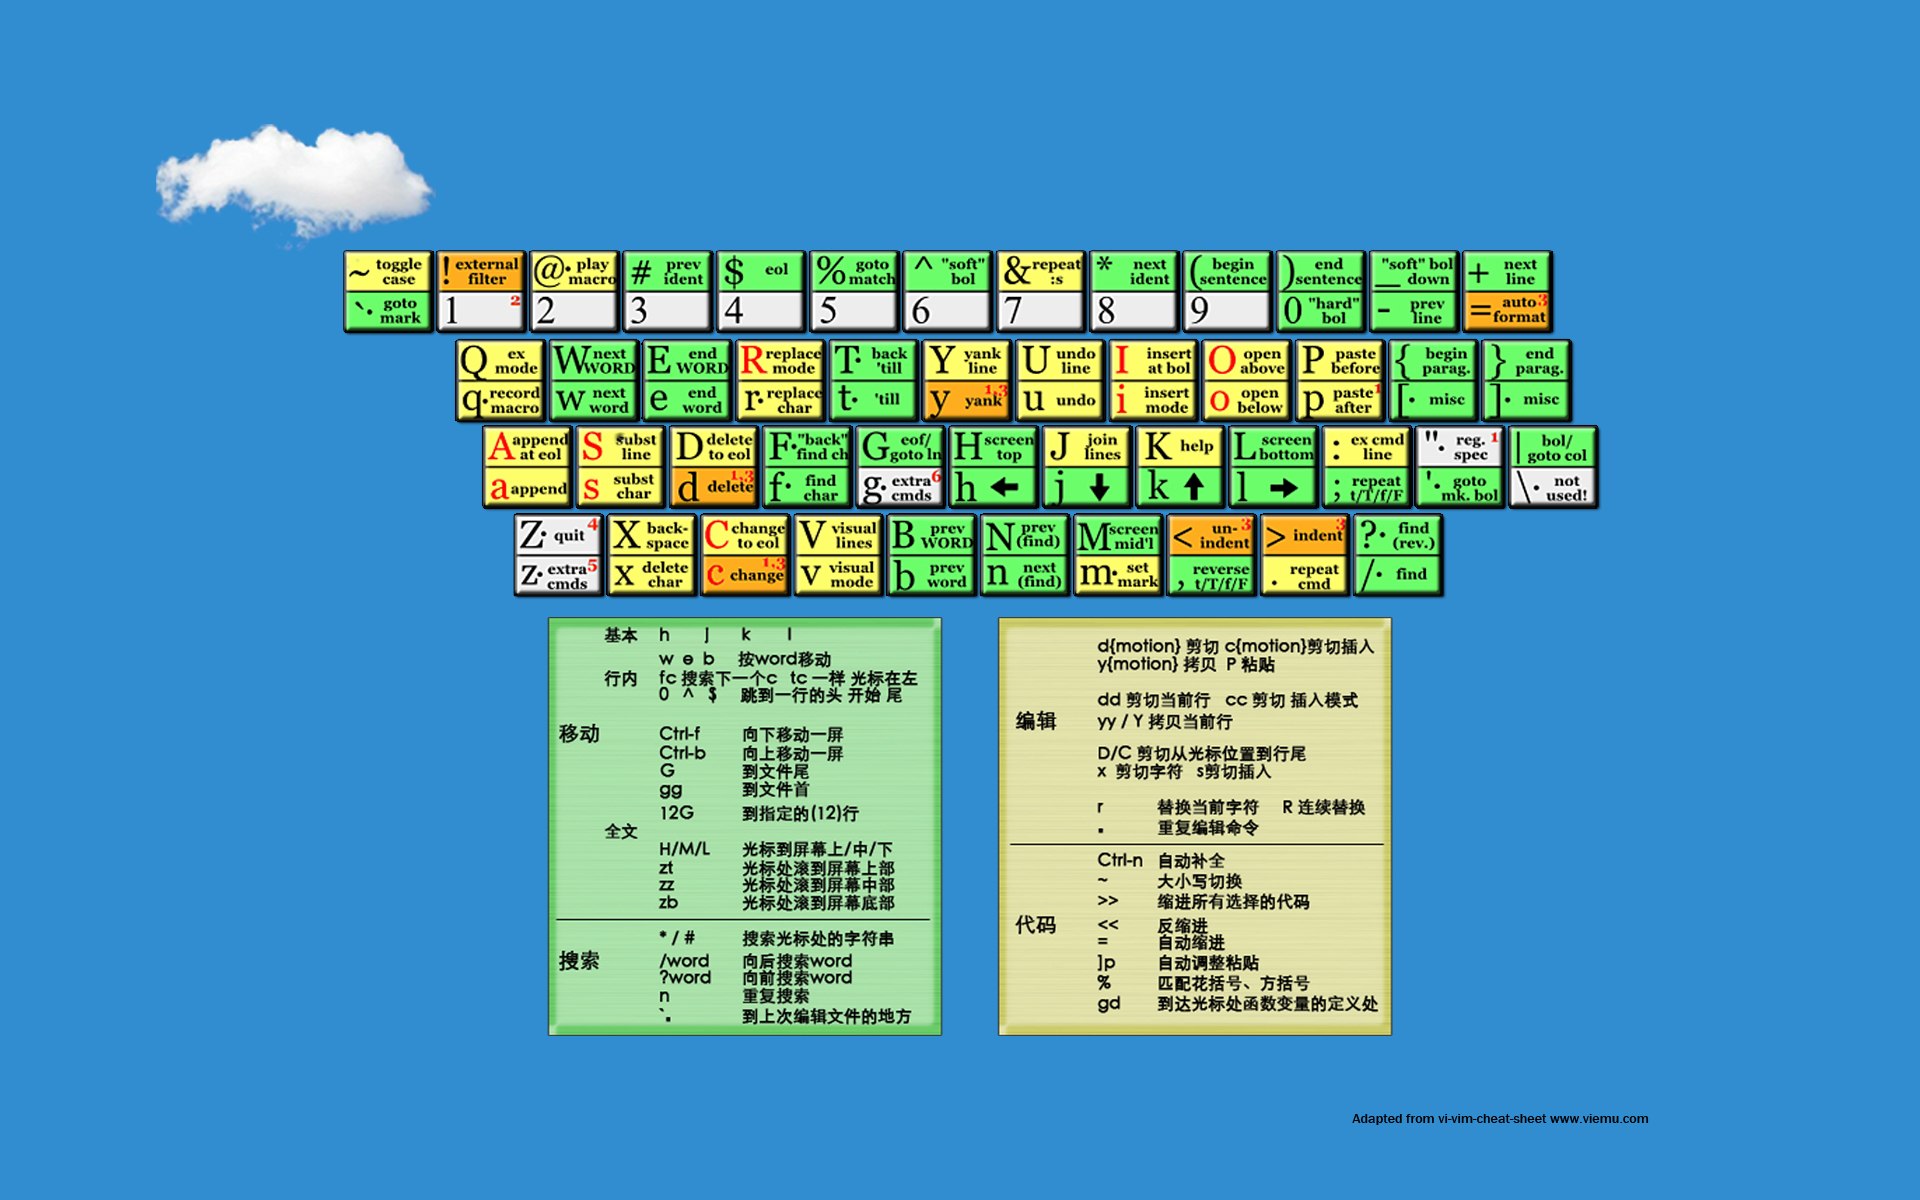 ~ toggle case ! external filter @· play macro # prev ident $ eol % goto match ^ "soft" bol & repeat :s * next ident ( begin sentence ) end sentence _ "soft" bol down + next line
`· goto mark 1 2 2 3 4 5 6 7 8 9 0 "hard" bol - prev line = auto format 3
Q ex mode W next WORD E end WORD R replace mode T· back 'till Y yank line U undo line I insert at bol O open above P paste before { begin parag. } end parag.
q· record macro w next word e end word r· replace char t· 'till y yank 1,3 u undo i insert mode o open below p paste after 1 [· misc ]· misc
A append at eol S subst line D delete to eol F· "back" find ch G eof/ goto ln H screen top J join lines K help L screen bottom : ex cmd line "· reg. spec 1 | bol/ goto col
a append s subst char d delete 1,3 f· find char g· extra cmds 6 h ← j ↓ k ↑ l → ; repeat t/T/f/F '· goto mk. bol \· not used!
Z· quit 4 X back-space C change to eol V visual lines B prev WORD N prev (find) M screen mid'l < un-indent 3 > indent 3 ?· find (rev.)
z· extra cmds 5 x delete char c change 1,3 v visual mode b prev word n next (find) m· set mark , reverse t/T/f/F . repeat cmd /· find
基本 h j k l
w e b 按word移动
行内 fc 搜索下一个c tc 一样 光标在左
0 ^ $ 跳到一行的头 开始 尾
移动 Ctrl-f 向下移动一屏
Ctrl-b 向上移动一屏
G 到文件尾
gg 到文件首
12G 到指定的(12)行
全文
H/M/L 光标到屏幕上/中/下
zt 光标处滚到屏幕上部
zz 光标处滚到屏幕中部
zb 光标处滚到屏幕底部
* / # 搜索光标处的字符串
搜索 /word 向后搜索word
?word 向前搜索word
n 重复搜索
`. 到上次编辑文件的地方
d{motion} 剪切 c{motion}剪切插入
y{motion} 拷贝 P 粘贴
dd 剪切当前行 cc 剪切 插入模式
编辑 yy / Y 拷贝当前行
D/C 剪切从光标位置到行尾
x 剪切字符 s剪切插入
r 替换当前字符 R 连续替换
. 重复编辑命令
Ctrl-n 自动补全
~ 大小写切换
>> 缩进所有选择的代码
代码 << 反缩进
= 自动缩进
]p 自动调整粘贴
% 匹配花括号、方括号
gd 到达光标处函数变量的定义处
Adapted from vi-vim-cheat-sheet www.viemu.com